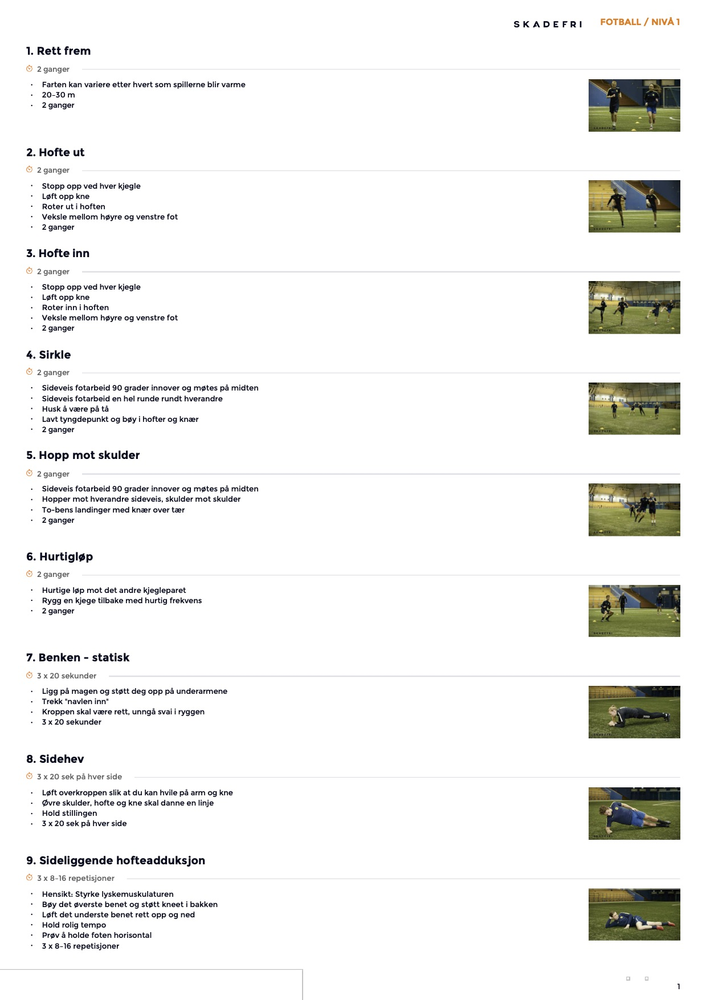 SKADEFRI FOTBALL / NIVÅ 1
1. Rett frem
2 ganger
• Farten kan variere etter hvert som spillerne blir varme
• 20–30 m
• 2 ganger
SKADEFRI
2. Hofte ut
2 ganger
• Stopp opp ved hver kjegle
• Løft opp kne
• Roter ut i hoften
• Veksle mellom høyre og venstre fot
• 2 ganger
SKADEFRI
3. Hofte inn
2 ganger
• Stopp opp ved hver kjegle
• Løft opp kne
• Roter inn i hoften
• Veksle mellom høyre og venstre fot
• 2 ganger
SKADEFRI
4. Sirkle
2 ganger
• Sideveis fotarbeid 90 grader innover og møtes på midten
• Sideveis fotarbeid en hel runde rundt hverandre
• Husk å være på tå
• Lavt tyngdepunkt og bøy i hofter og knær
• 2 ganger
SKADEFRI
5. Hopp mot skulder
2 ganger
• Sideveis fotarbeid 90 grader innover og møtes på midten
• Hopper mot hverandre sideveis, skulder mot skulder
• To-bens landinger med knær over tær
• 2 ganger
SKADEFRI
6. Hurtigløp
2 ganger
• Hurtige løp mot det andre kjegleparet
• Rygg en kjege tilbake med hurtig frekvens
• 2 ganger
SKADEFRI
7. Benken - statisk
3 x 20 sekunder
• Ligg på magen og støtt deg opp på underarmene
• Trekk "navlen inn"
• Kroppen skal være rett, unngå svai i ryggen
• 3 x 20 sekunder
SKADEFRI
8. Sidehev
3 x 20 sek på hver side
• Løft overkroppen slik at du kan hvile på arm og kne
• Øvre skulder, hofte og kne skal danne en linje
• Hold stillingen
• 3 x 20 sek på hver side
SKADEFRI
9. Sideliggende hofteadduksjon
3 x 8–16 repetisjoner
• Hensikt: Styrke lyskemuskulaturen
• Bøy det øverste benet og støtt kneet i bakken
• Løft det underste benet rett opp og ned
• Hold rolig tempo
• Prøv å holde foten horisontal
• 3 x 8–16 repetisjoner
1